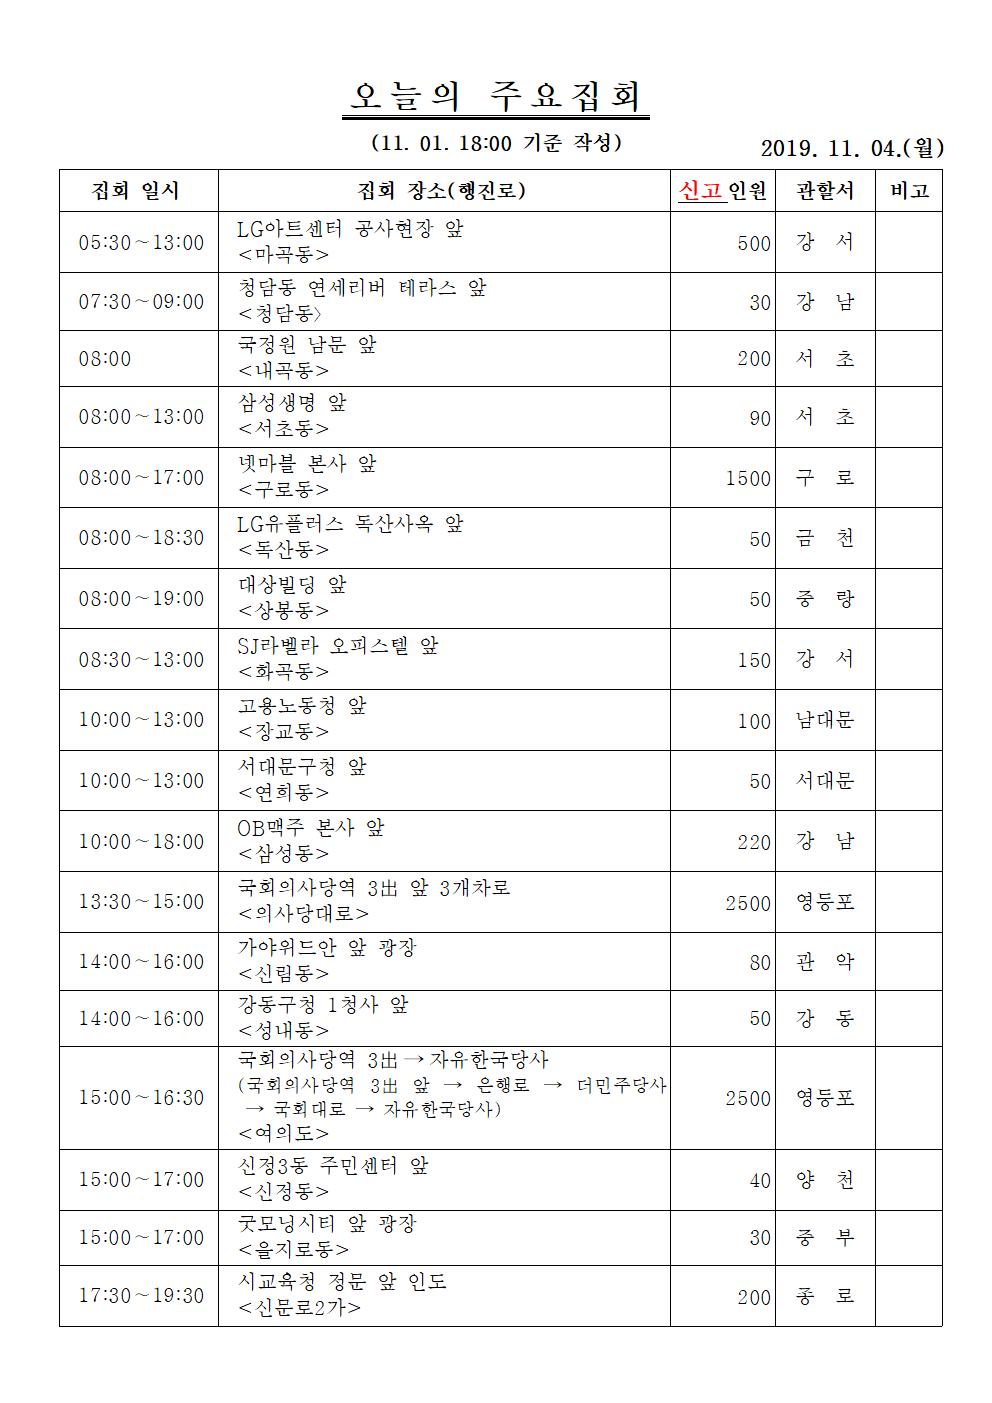 오늘의 주요집회
(11. 01. 18:00 기준 작성)
2019. 11. 04.(월)
집회 일시 집회 장소(행진로) 신고인원 관할서 비고
05:30~13:00 LG아트센터 공사현장 앞 500 강 서
<마곡동>
07:30~09:00 청담동 연세리버 테라스 앞 30 강 남
<청담동>
08:00 국정원 남문 앞 200 서 초
<내곡동>
08:00~13:00 삼성생명 앞 90 서 초
<서초동>
08:00~17:00 넷마블 본사 앞 1500 구 로
<구로동>
08:00~18:30 LG유플러스 독산사옥 앞 50 금 천
<독산동>
08:00~19:00 대상빌딩 앞 50 중 랑
<상봉동>
08:30~13:00 SJ라벨라 오피스텔 앞 150 강 서
<화곡동>
10:00~13:00 고용노동청 앞 100 남대문
<장교동>
10:00~13:00 서대문구청 앞 50 서대문
<연희동>
10:00~18:00 OB맥주 본사 앞 220 강 남
<삼성동>
13:30~15:00 국회의사당역 3出 앞 3개차로 2500 영등포
<의사당대로>
14:00~16:00 가야위드안 앞 광장 80 관 악
<신림동>
14:00~16:00 강동구청 1청사 앞 50 강 동
<성내동>
15:00~16:30 국회의사당역 3出→자유한국당사 2500 영등포
(국회의사당역 3出 앞 → 은행로 → 더민주당사
→ 국회대로 → 자유한국당사)
<여의도>
15:00~17:00 신정3동 주민센터 앞 40 양 천
<신정동>
15:00~17:00 굿모닝시티 앞 광장 30 중 부
<을지로동>
17:30~19:30 시교육청 정문 앞 인도 200 종 로
<신문로2가>